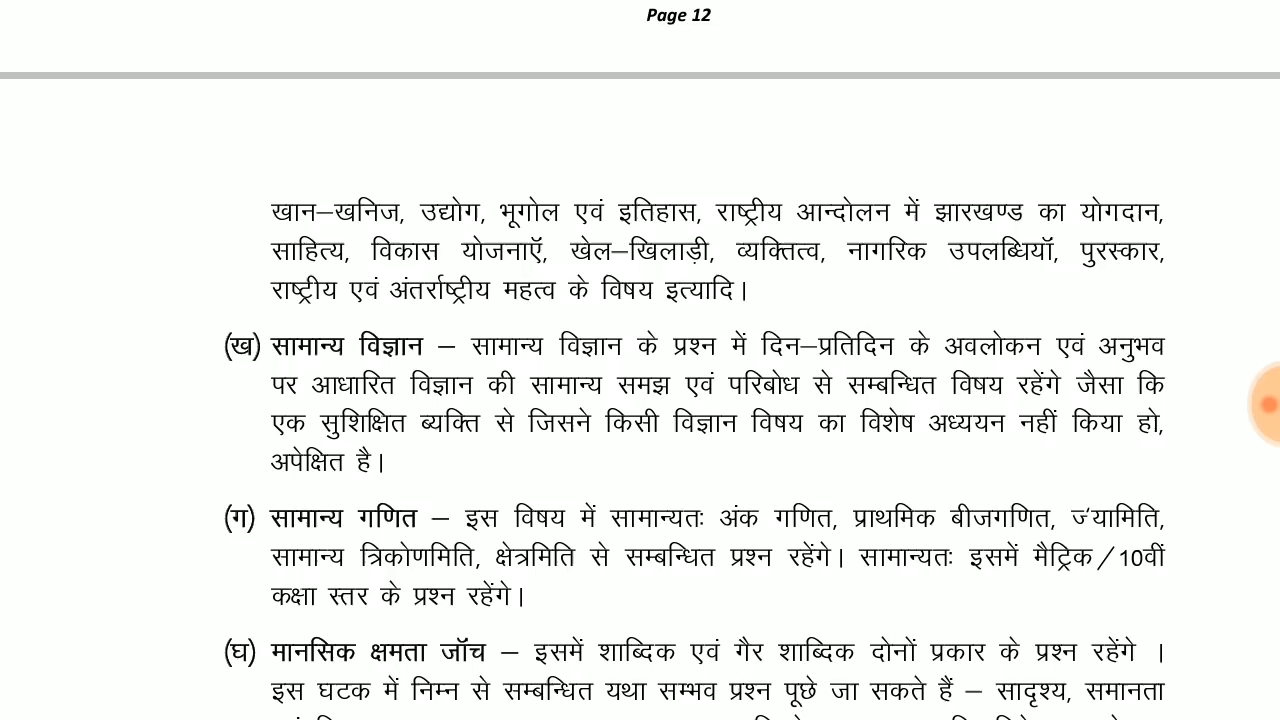 Page 12
खान–खनिज, उद्योग, भूगोल एवं इतिहास, राष्ट्रीय आन्दोलन में झारखण्ड का योगदान,
साहित्य, विकास योजनाऍ, खेल–खिलाड़ी, व्यक्तित्व, नागरिक उपलब्धियॉ, पुरस्कार,
राष्ट्रीय एवं अंतर्राष्ट्रीय महत्व के विषय इत्यादि।
(ख) सामान्य विज्ञान – सामान्य विज्ञान के प्रश्न में दिन–प्रतिदिन के अवलोकन एवं अनुभव
पर आधारित विज्ञान की सामान्य समझ एवं परिबोध से सम्बन्धित विषय रहेंगे जैसा कि
एक सुशिक्षित ब्यक्ति से जिसने किसी विज्ञान विषय का विशेष अध्ययन नहीं किया हो,
अपेक्षित है।
(ग) सामान्य गणित – इस विषय में सामान्यतः अंक गणित, प्राथमिक बीजगणित, ज्‘यामिति,
सामान्य त्रिकोणमिति, क्षेत्रमिति से सम्बन्धित प्रश्न रहेंगे। सामान्यतः इसमें मैट्रिक/10वीं
कक्षा स्तर के प्रश्न रहेंगे।
(घ) मानसिक क्षमता जॉच – इसमें शाब्दिक एवं गैर शाब्दिक दोनों प्रकार के प्रश्न रहेंगे ।
इस घटक में निम्न से सम्बन्धित यथा सम्भव प्रश्न पूछे जा सकते हैं – सादृश्य, समानता